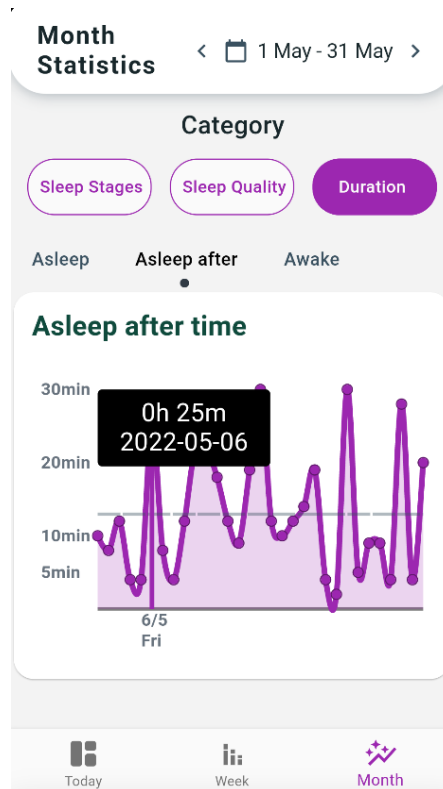 Month
Statistics
1 May - 31 May
Category
Sleep Stages
Sleep Quality
Duration
Asleep
Asleep after
Awake
Asleep after time
30min
0h 25m
2022-05-06
20min
10min
5min
6/5
Fri
Today
Week
Month